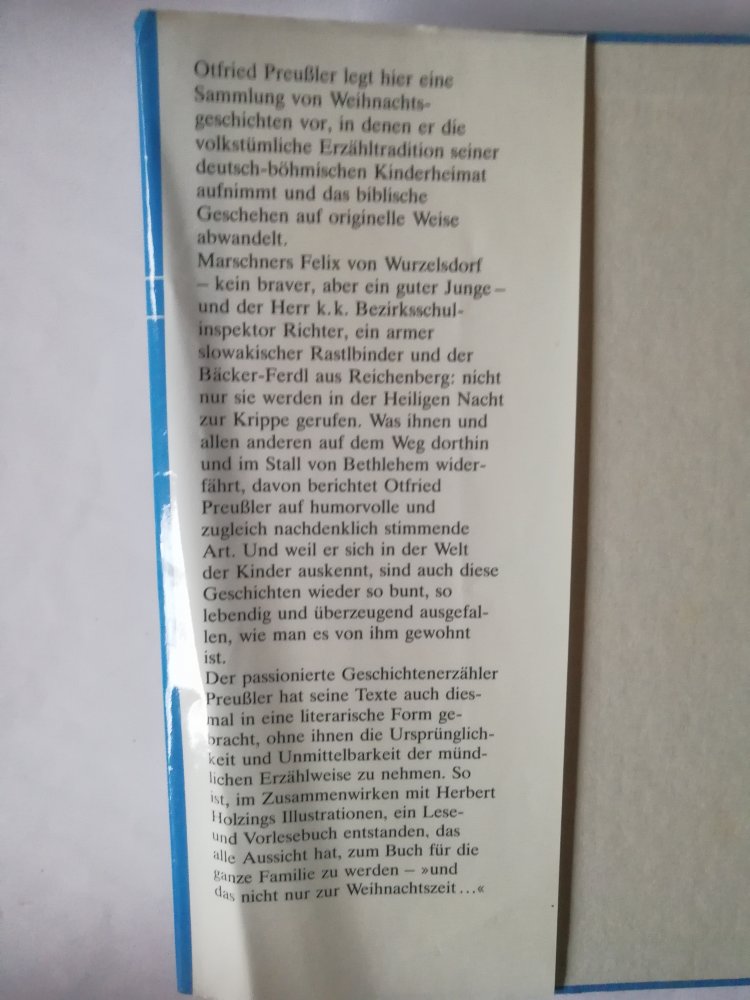 Otfried Preußler legt hier eine
Sammlung von Weihnachts-
geschichten vor, in denen er die
volkstümliche Erzähltradition seiner
deutsch-böhmischen Kinderheimat
aufnimmt und das biblische
Geschehen auf originelle Weise
abwandelt.
Marschners Felix von Wurzelsdorf
– kein braver, aber ein guter Junge –
und der Herr k.k. Bezirksschul-
inspektor Richter, ein armer
slowakischer Rastlbinder und der
Bäcker-Ferdl aus Reichenberg: nicht
nur sie werden in der Heiligen Nacht
zur Krippe gerufen. Was ihnen und
allen anderen auf dem Weg dorthin
und im Stall von Bethlehem wider-
fährt, davon berichtet Otfried
Preußler auf humorvolle und
zugleich nachdenklich stimmende
Art. Und weil er sich in der Welt
der Kinder auskennt, sind auch diese
Geschichten wieder so bunt, so
lebendig und überzeugend ausgefal-
len, wie man es von ihm gewohnt
ist.
Der passionierte Geschichtenerzähler
Preußler hat seine Texte auch dies-
mal in eine literarische Form ge-
bracht, ohne ihnen die Ursprünglich-
keit und Unmittelbarkeit der münd-
lichen Erzählweise zu nehmen. So
ist, im Zusammenwirken mit Herbert
Holzings Illustrationen, ein Lese-
und Vorlesebuch entstanden, das
alle Aussicht hat, zum Buch für die
ganze Familie zu werden – »und
das nicht nur zur Weihnachtszeit ...«